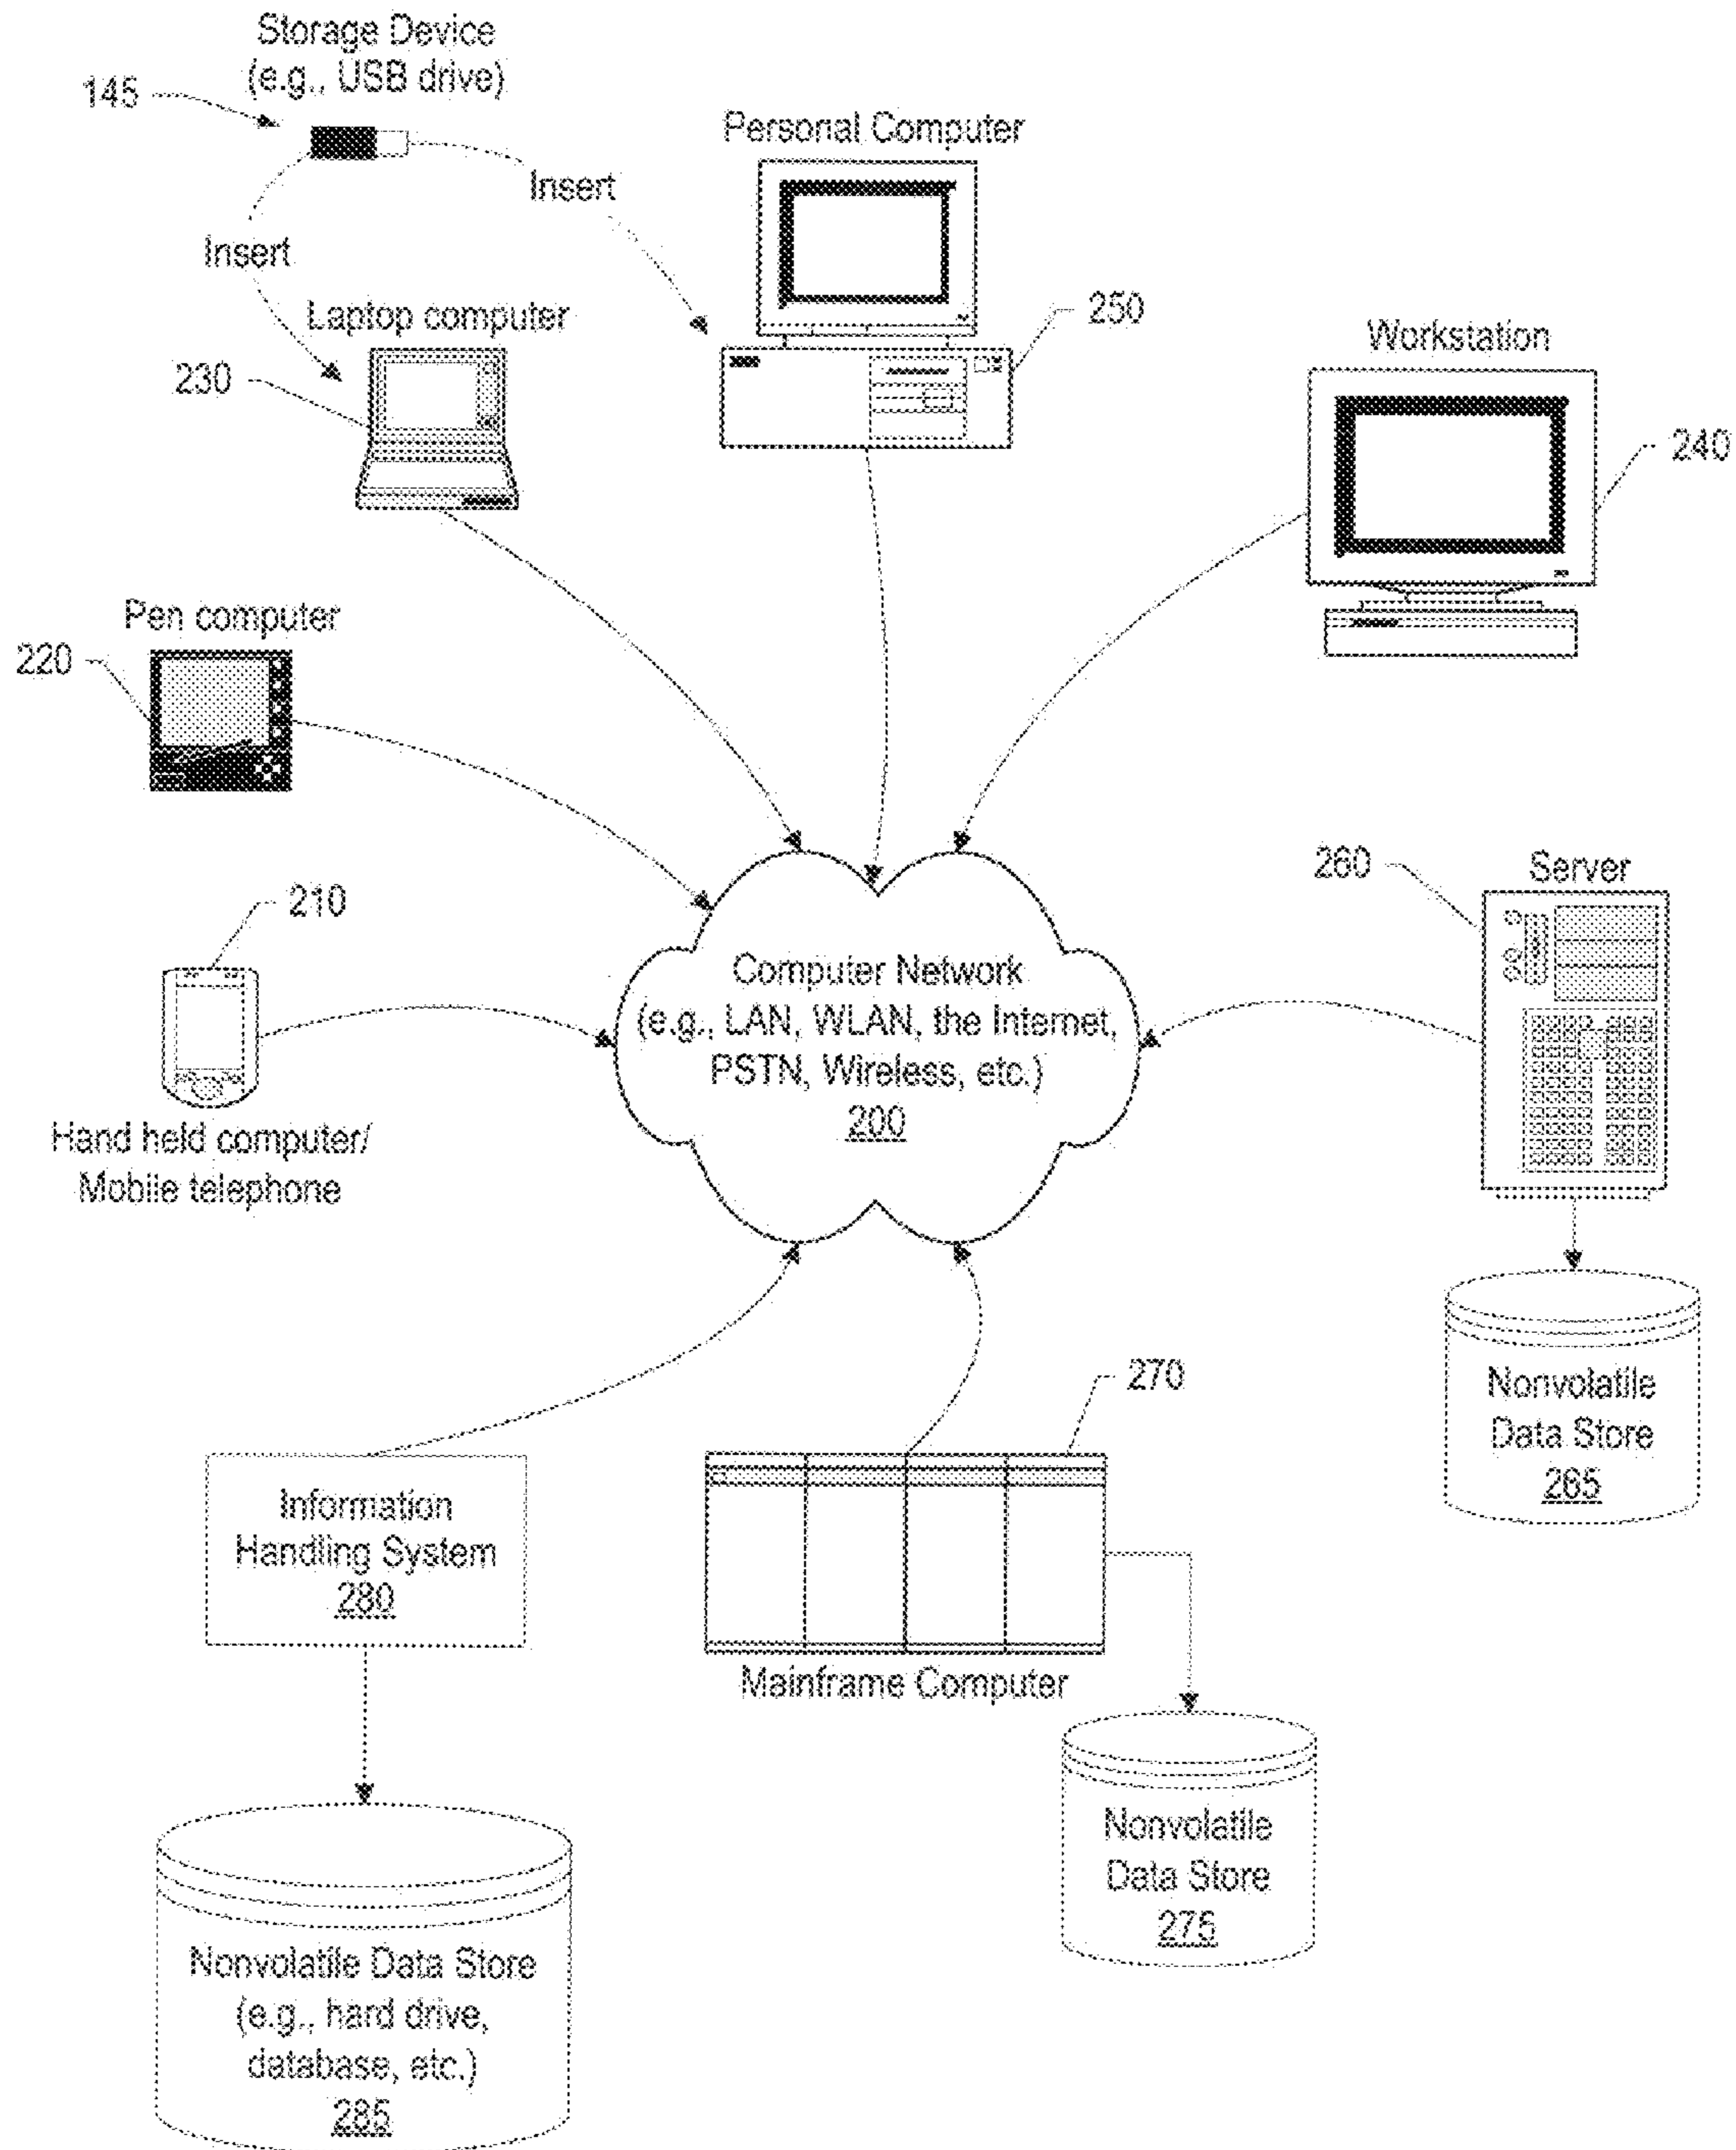 Storage Device
(e.g., USB drive)
145
Personal Computer
Insert
Insert
Laptop computer
250
Workstation
230
240
Pen computer
220
260
Server
210
Computer Network
(e.g., LAN, WLAN, the Internet,
PSTN, Wireless, etc.)
200
Hand held computer/
Mobile telephone
270
Nonvolatile
Data Store
265
Information
Handling System
280
Mainframe Computer
Nonvolatile
Data Store
275
Nonvolatile Data Store
(e.g., hard drive,
database, etc.)
285